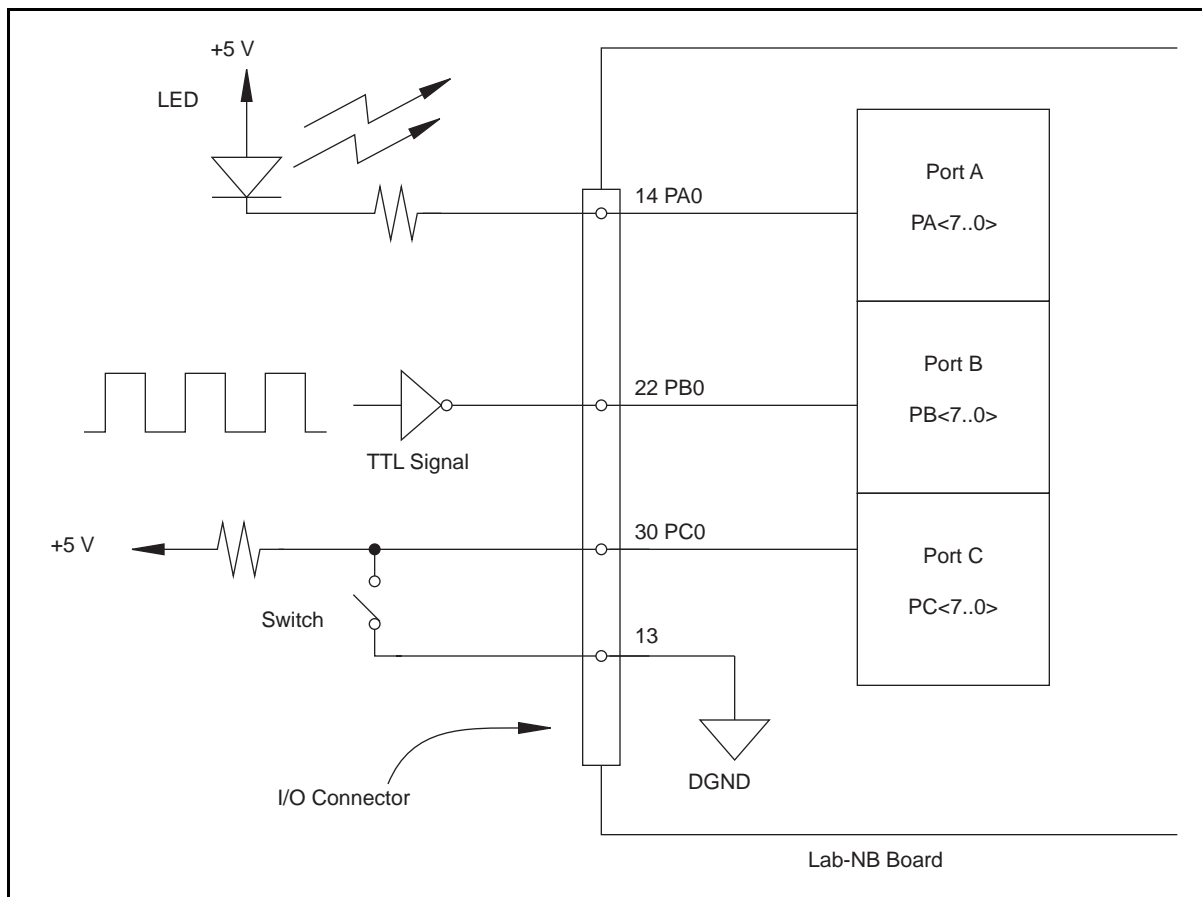 +5 V
LED
14 PA0
Port A
PA<7..0>
22 PB0
Port B
PB<7..0>
TTL Signal
+5 V
30 PC0
Port C
PC<7..0>
Switch
13
DGND
I/O Connector
Lab-NB Board